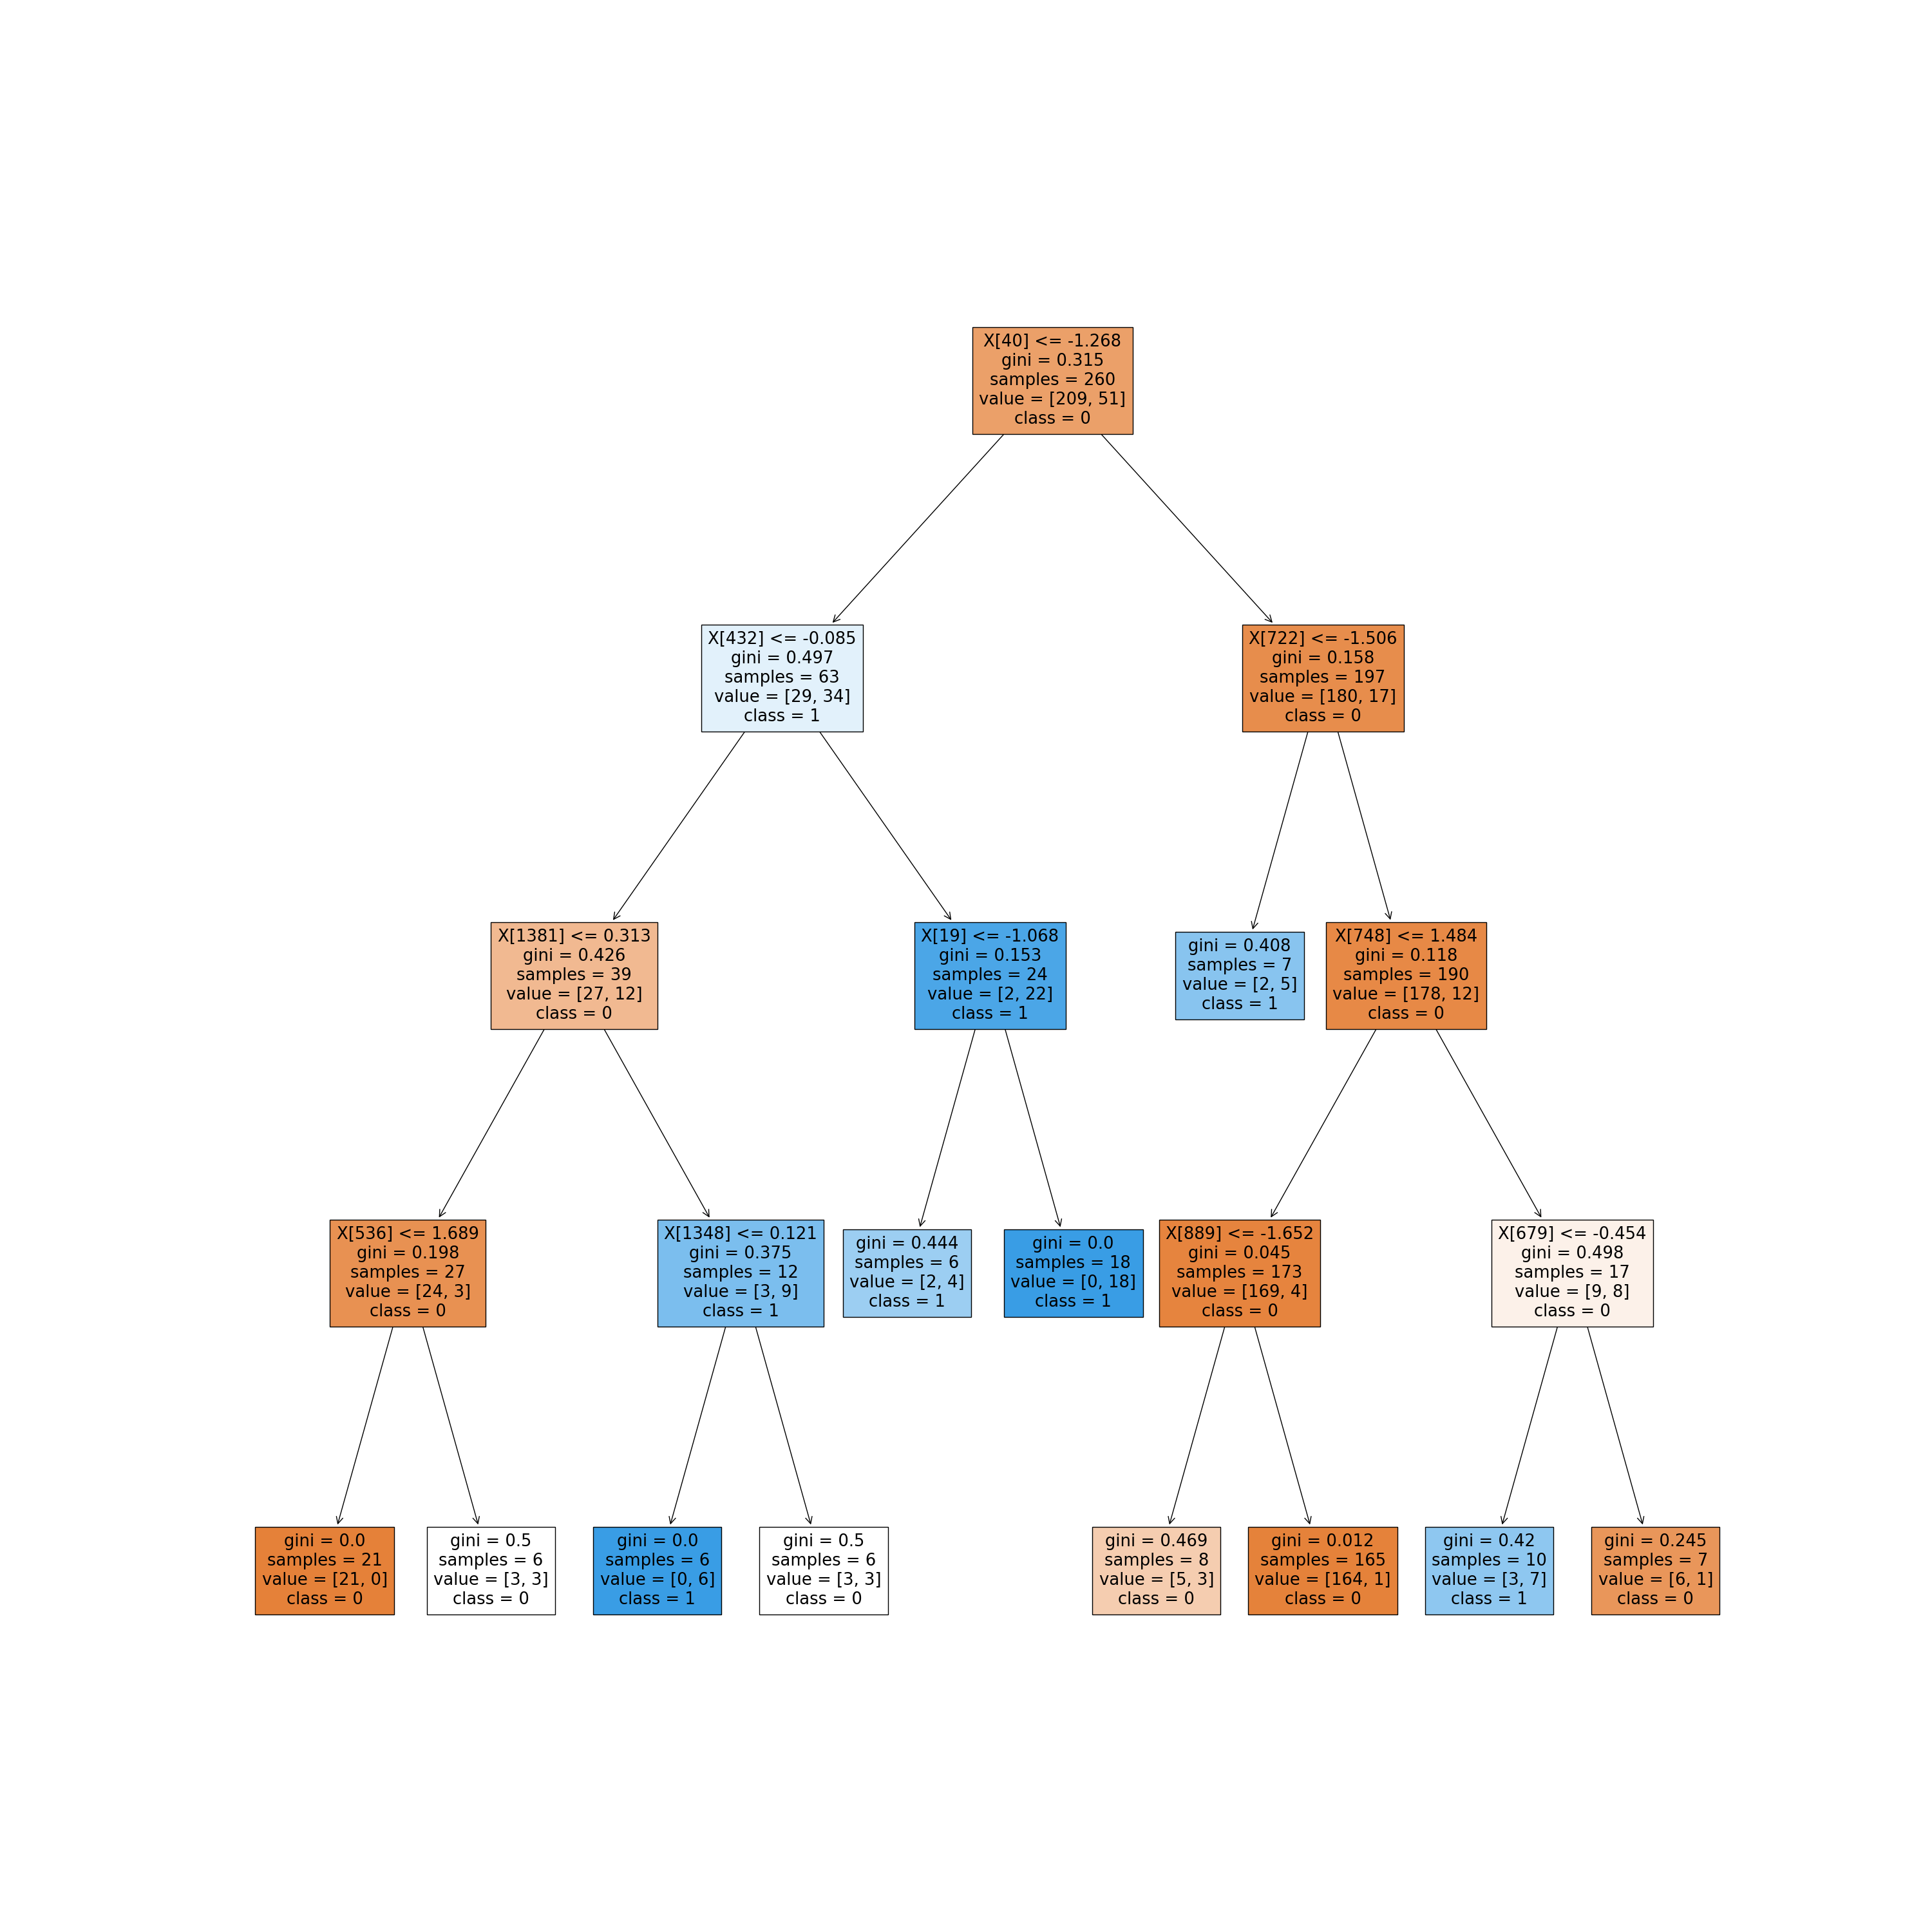 X[40] <= -1.268
gini = 0.315
samples = 260
value = [209, 51]
class = 0
X[432] <= -0.085
gini = 0.497
samples = 63
value = [29, 34]
class = 1
X[722] <= -1.506
gini = 0.158
samples = 197
value = [180, 17]
class = 0
X[1381] <= 0.313
gini = 0.426
samples = 39
value = [27, 12]
class = 0
X[19] <= -1.068
gini = 0.153
samples = 24
value = [2, 22]
class = 1
gini = 0.408
samples = 7
value = [2, 5]
class = 1
X[748] <= 1.484
gini = 0.118
samples = 190
value = [178, 12]
class = 0
X[536] <= 1.689
gini = 0.198
samples = 27
value = [24, 3]
class = 0
X[1348] <= 0.121
gini = 0.375
samples = 12
value = [3, 9]
class = 1
gini = 0.444
samples = 6
value = [2, 4]
class = 1
gini = 0.0
samples = 18
value = [0, 18]
class = 1
X[889] <= -1.652
gini = 0.045
samples = 173
value = [169, 4]
class = 0
X[679] <= -0.454
gini = 0.498
samples = 17
value = [9, 8]
class = 0
gini = 0.0
samples = 21
value = [21, 0]
class = 0
gini = 0.5
samples = 6
value = [3, 3]
class = 0
gini = 0.0
samples = 6
value = [0, 6]
class = 1
gini = 0.5
samples = 6
value = [3, 3]
class = 0
gini = 0.469
samples = 8
value = [5, 3]
class = 0
gini = 0.012
samples = 165
value = [164, 1]
class = 0
gini = 0.42
samples = 10
value = [3, 7]
class = 1
gini = 0.245
samples = 7
value = [6, 1]
class = 0